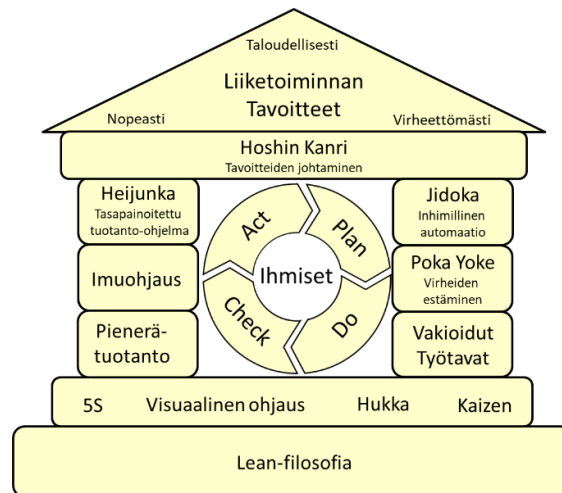 Taloudellisesti
Liiketoiminnan
Tavoitteet
Nopeasti
Virheettömästi
Hoshin Kanri
Tavoitteiden johtaminen
Heijunka
Tasapainoitettu
tuotanto-ohjelma
Imuohjaus
Pienerä-
tuotanto
Act
Plan
Ihmiset
Check
Do
Jidoka
Inhimillinen
automaatio
Poka Yoke
Virheiden
estäminen
Vakioidut
Työtavat
5S Visuaalinen ohjaus Hukka Kaizen
Lean-filosofia